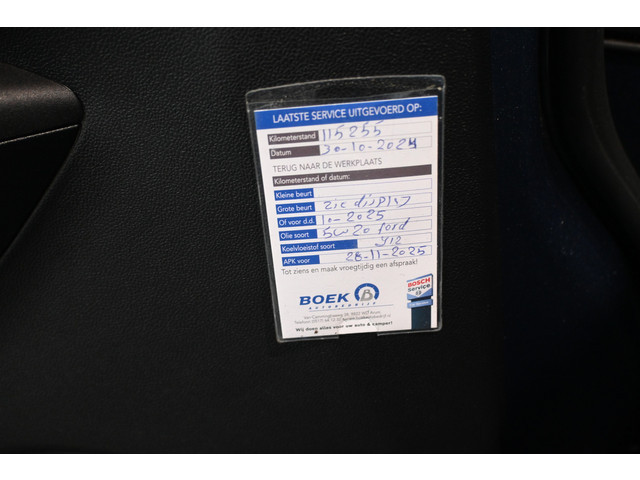 LAATSTE SERVICE UITGEVOERD OP:
Kilometerstand 115255
Datum 30-10-2024
TERUG NAAR DE WERKPLAATS
Kilometerstand of datum:
Kleine beurt
Grote beurt zie display
Of voor d.d. 10-2025
Olie soort 5W20 ford
Koelvloeistof soort G12
APK voor 28-11-2025
Tot ziens en maak vroegtijdig een afspraak!
BOEK B
AUTOBEDRIJF
BOSCH
Service
Wij doen alles voor uw auto & kamper!